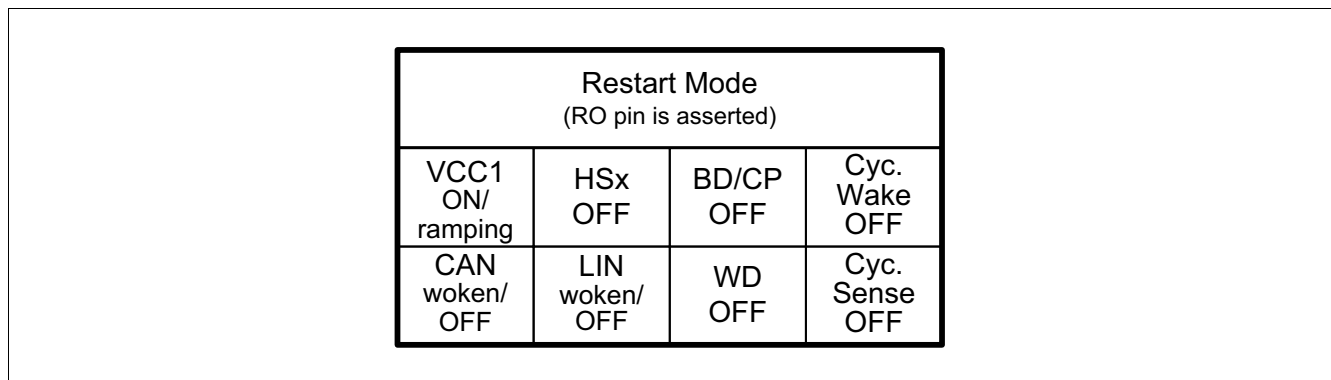 Restart Mode
(RO pin is asserted)
VCC1
ON/
ramping
HSx
OFF
BD/CP
OFF
Cyc.
Wake
OFF
CAN
woken/
OFF
LIN
woken/
OFF
WD
OFF
Cyc.
Sense
OFF